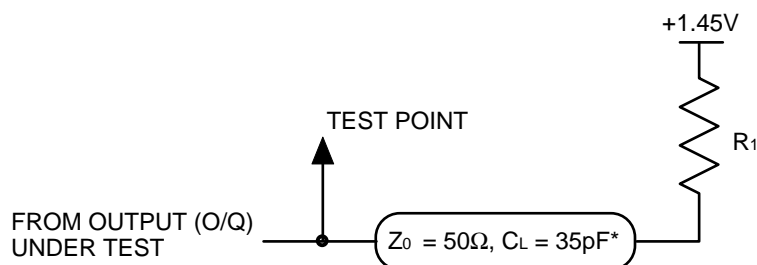 +1.45V
TEST POINT
R1
FROM OUTPUT (O/Q)
UNDER TEST
Z0 = 50Ω, CL = 35pF*